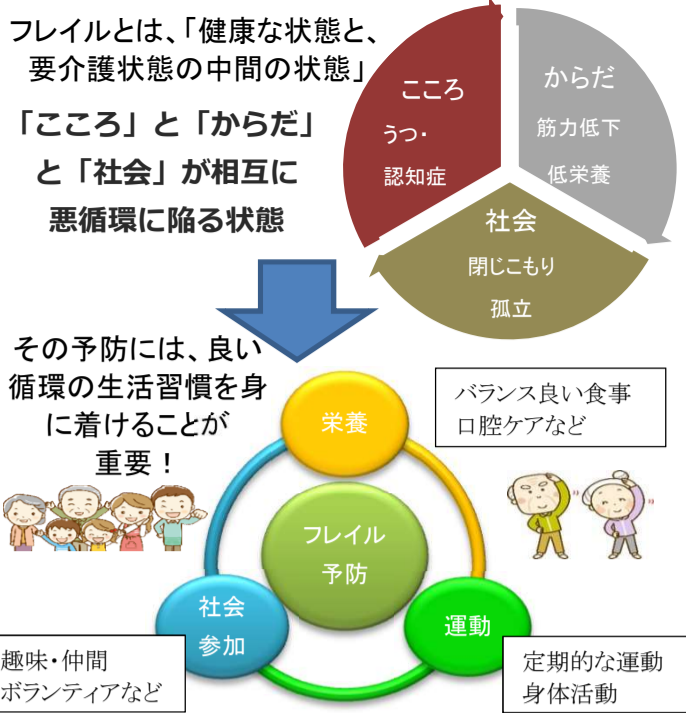 フレイルとは、「健康な状態と、
要介護状態の中間の状態」
「こころ」と「からだ」
と「社会」が相互に
悪循環に陥る状態
こころ
うつ・
認知症
からだ
筋力低下
低栄養
社会
閉じこもり
孤立
その予防には、良い
循環の生活習慣を身
に着けることが
重要！
栄養
バランス良い食事
口腔ケアなど
フレイル
予防
社会
参加
運動
趣味・仲間
ボランティアなど
定期的な運動
身体活動